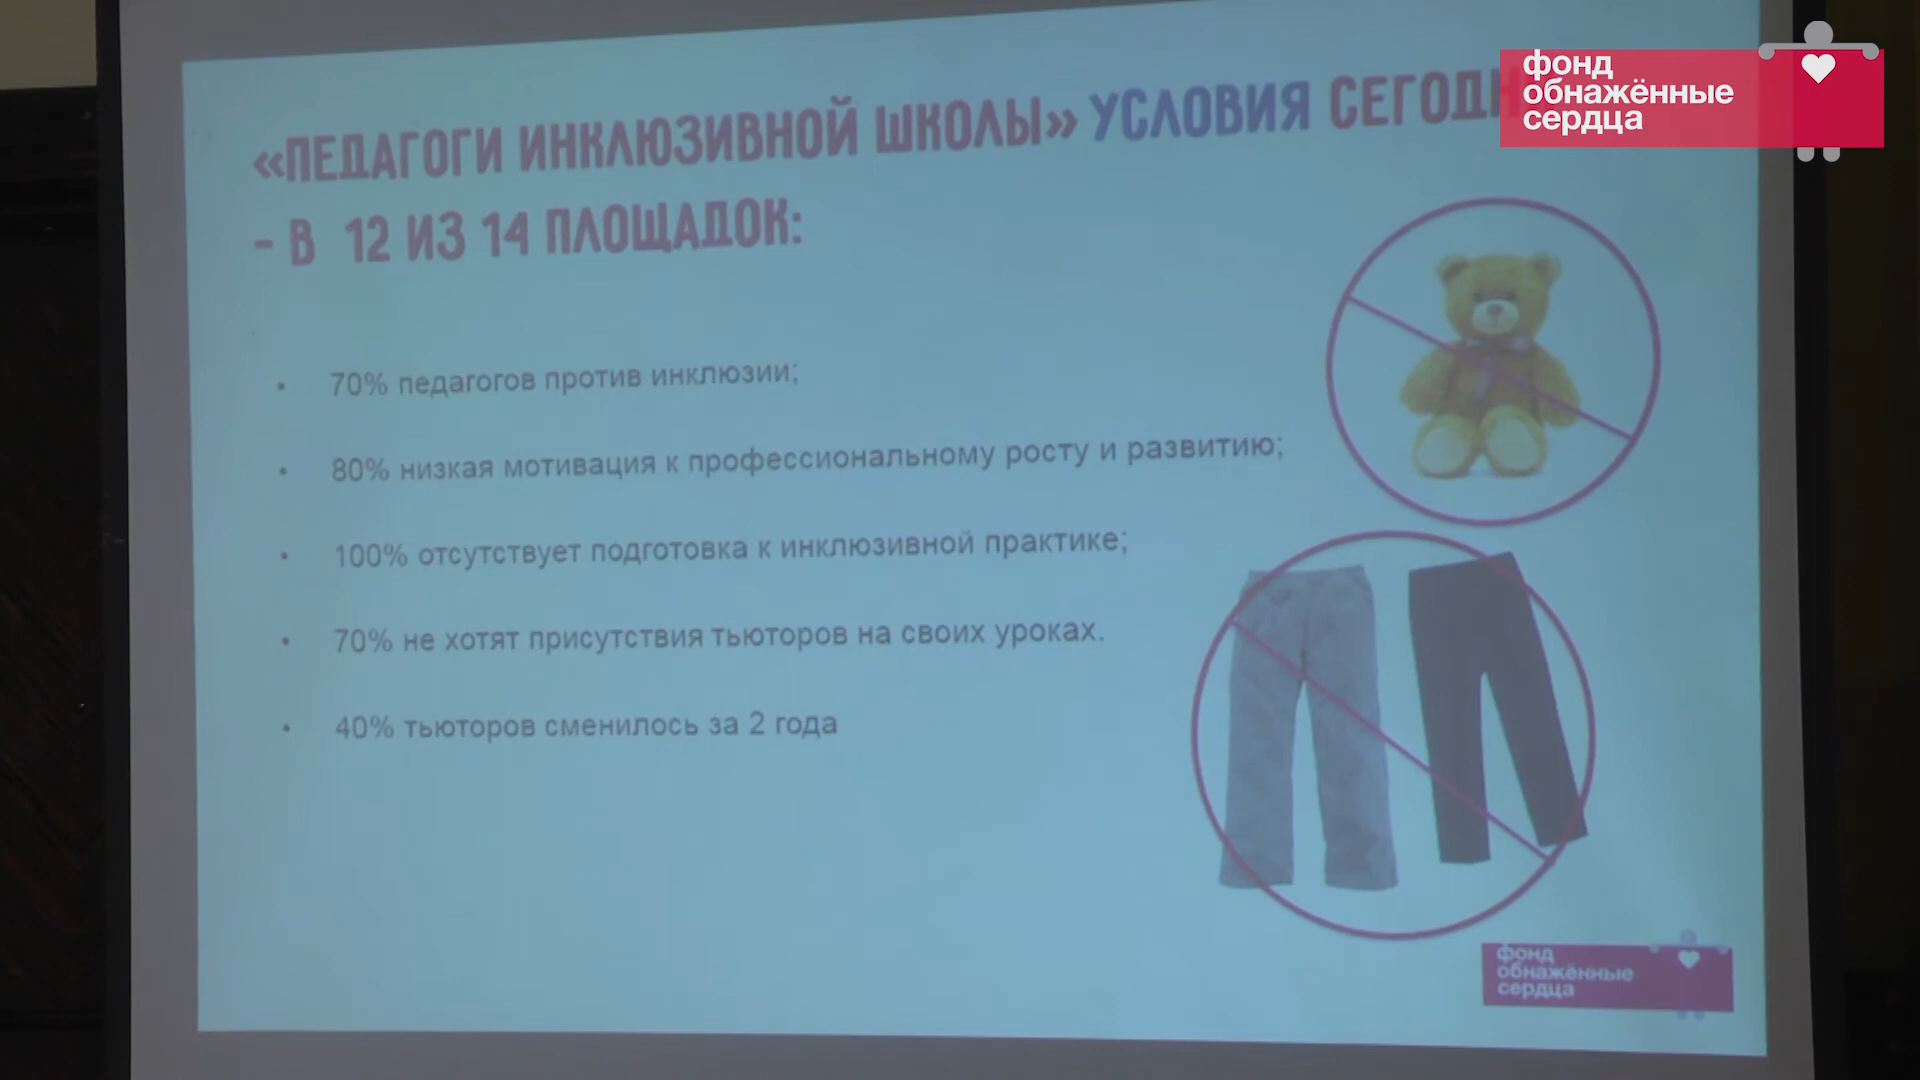 фонд
обнажённые
сердца
«ПЕДАГОГИ ИНКЛЮЗИВНОЙ ШКОЛЫ» УСЛОВИЯ
- В 12 ИЗ 14 ПЛОЩАДОК:
• 70% педагогов против инклюзии;
• 80% низкая мотивация к профессиональному росту и развитию;
• 100% отсутствует подготовка к инклюзивной практике;
• 70% не хотят присутствия тьюторов на своих уроках.
• 40% тьюторов сменилось за 2 года
фонд
обнажённые
сердца